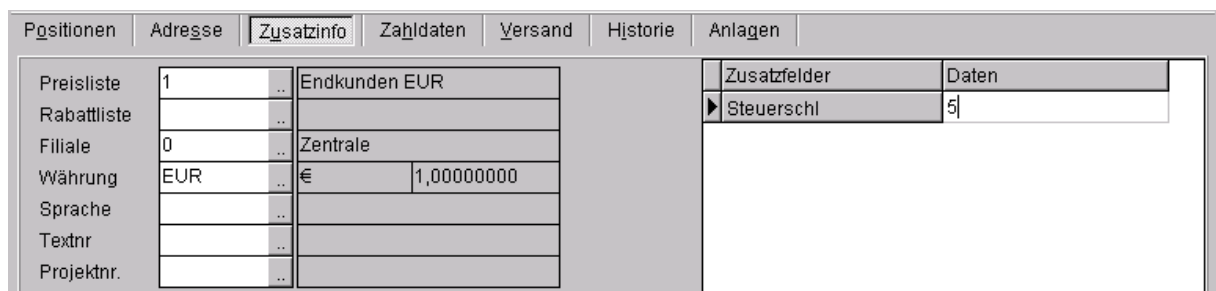 Positionen Adresse Zusatzinfo Zahldaten Versand Historie Anlagen
Preisliste 1 .. Endkunden EUR
Rabattliste ..
Filiale 0 .. Zentrale
Währung EUR .. € 1,00000000
Sprache ..
Textnr ..
Projektnr. ..
Zusatzfelder Daten
Steuerschl 5